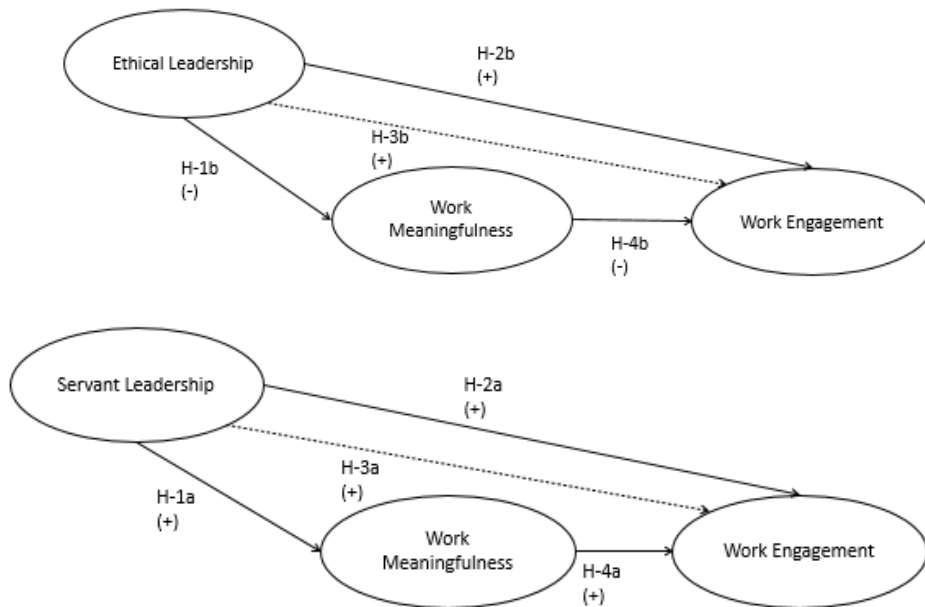 H-2b
(+)
Ethical Leadership
H-3b
(+)
H-1b
(-)
Work
Meaningfulness
Work Engagement
H-4b
(-)
Servant Leadership
H-2a
(+)
H-3a
(+)
H-1a
(+)
Work
Meaningfulness
Work Engagement
H-4a
(+)